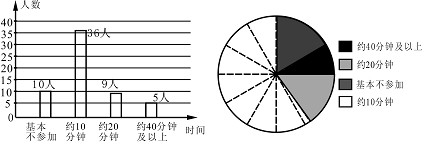 人数
40
35
30
25
20
15
10
5
36人
10人
9人
5人
基本
不参加
约10
分钟
约20
分钟
约40分钟
及以上
时间
约40分钟及以上
约20分钟
基本不参加
约10分钟